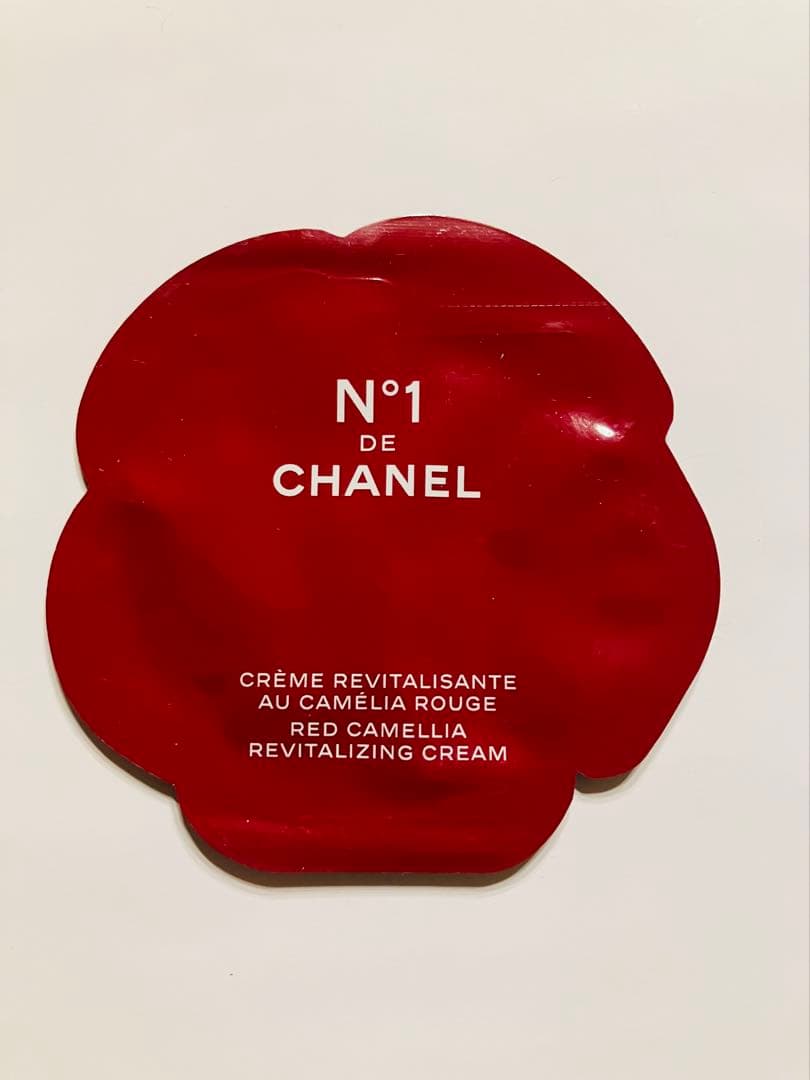 N°1
DE
CHANEL
CRÈME REVITALISANTE
AU CAMÉLIA ROUGE
RED CAMELLIA
REVITALIZING CREAM